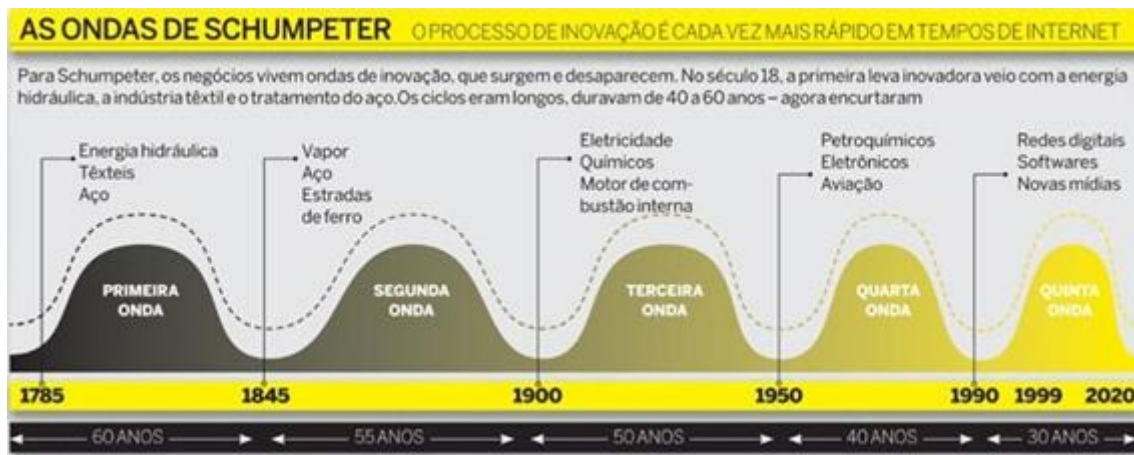 AS ONDAS DE SCHUMPETER O PROCESSO DE INOVAÇÃO É CADA VEZ MAIS RÁPIDO EM TEMPOS DE INTERNET
Para Schumpeter, os negócios vivem ondas de inovação, que surgem e desaparecem. No século 18, a primeira leva inovadora veio com a energia
hidráulica, a indústria têxtil e o tratamento do aço. Os ciclos eram longos, duravam de 40 a 60 anos – agora encurtaram
Energia hidráulica
Têxteis
Aço
Vapor
Aço
Estradas
de ferro
Eletricidade
Químicos
Motor de com-
bustão interna
Petroquímicos
Eletrônicos
Aviação
Redes digitais
Softwares
Novas mídias
PRIMEIRA
ONDA
SEGUNDA
ONDA
TERCEIRA
ONDA
QUARTA
ONDA
QUINTA
ONDA
1785 1845 1900 1950 1990 1999 2020
60 ANOS 55 ANOS 50 ANOS 40 ANOS 30 ANOS